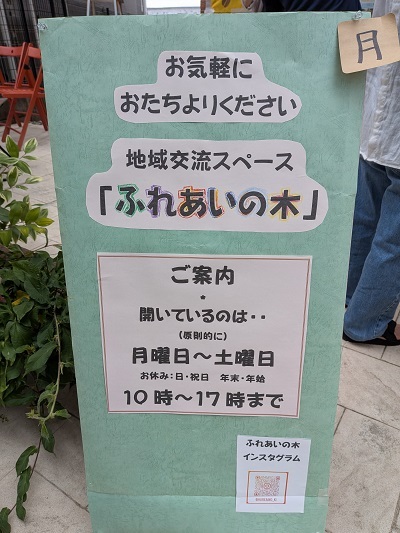 月
お気軽に
おたちよりください
地域交流スペース
「ふれあいの木」
ご案内
*
開いているのは・・
(原則的に)
月曜日～土曜日
お休み:日・祝日 年末・年始
10時～17時まで
ふれあいの木
インスタグラム